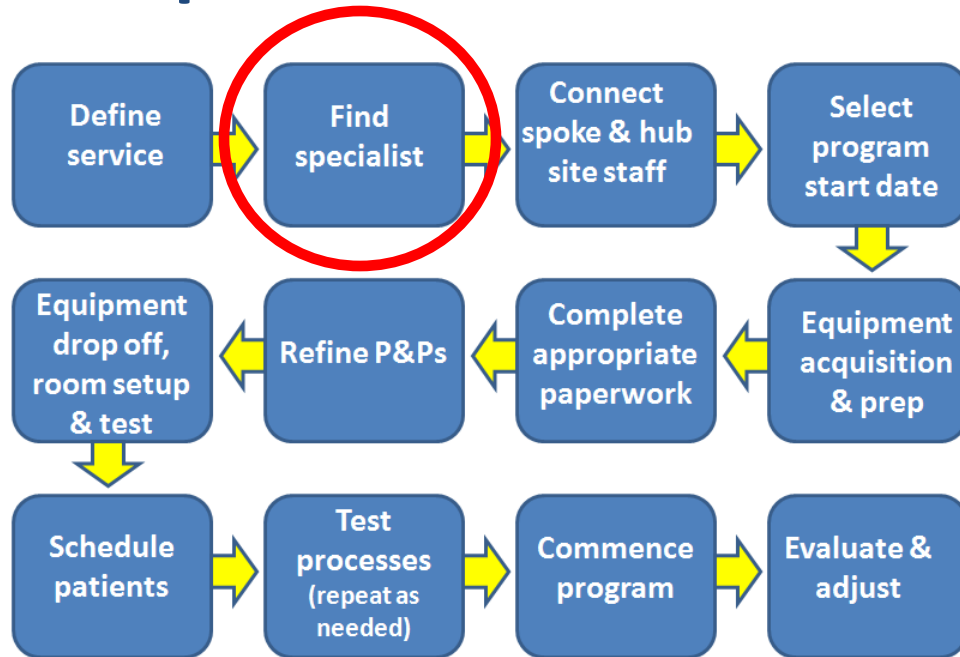 Define
service
Find
specialist
Connect
spoke & hub
site staff
Select
program
start date
Equipment
drop off,
room setup
& test
Refine P&Ps
Complete
appropriate
paperwork
Equipment
acquisition
& prep
Schedule
patients
Test
processes
(repeat as
needed)
Commence
program
Evaluate &
adjust